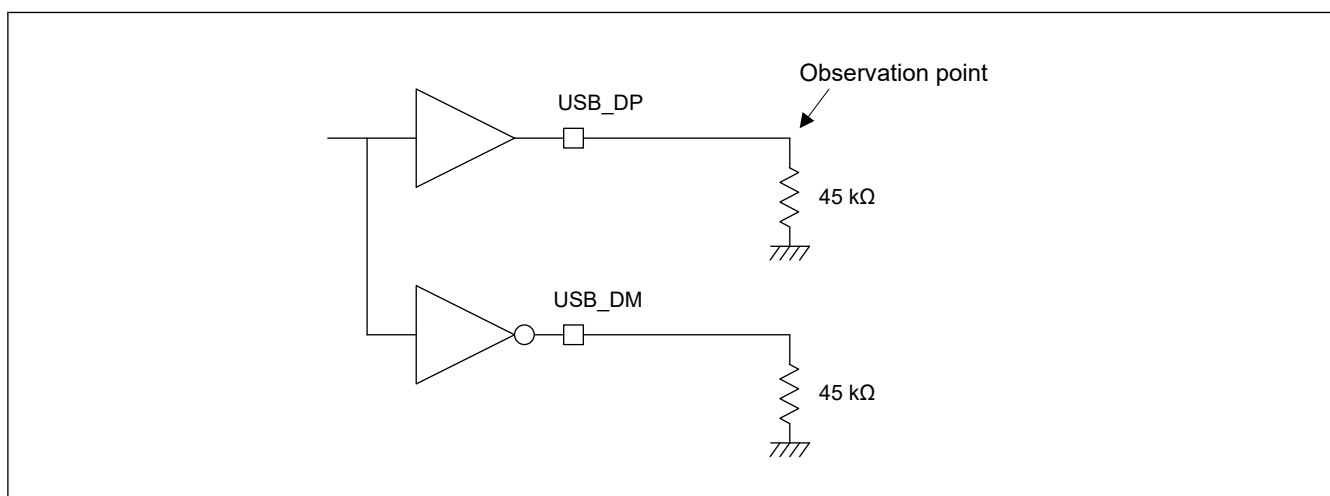 Observation point
USB_DP
45 kΩ
USB_DM
45 kΩ